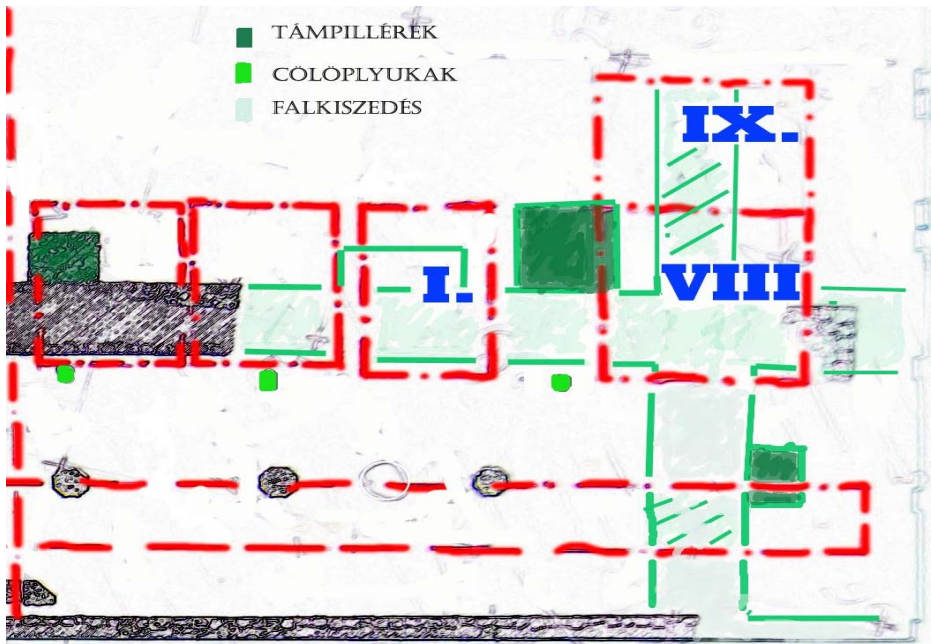 TÁMPILLÉREK
CÖLÖPLYUKAK
FALKISZEDÉS
IX.
I.
VIII